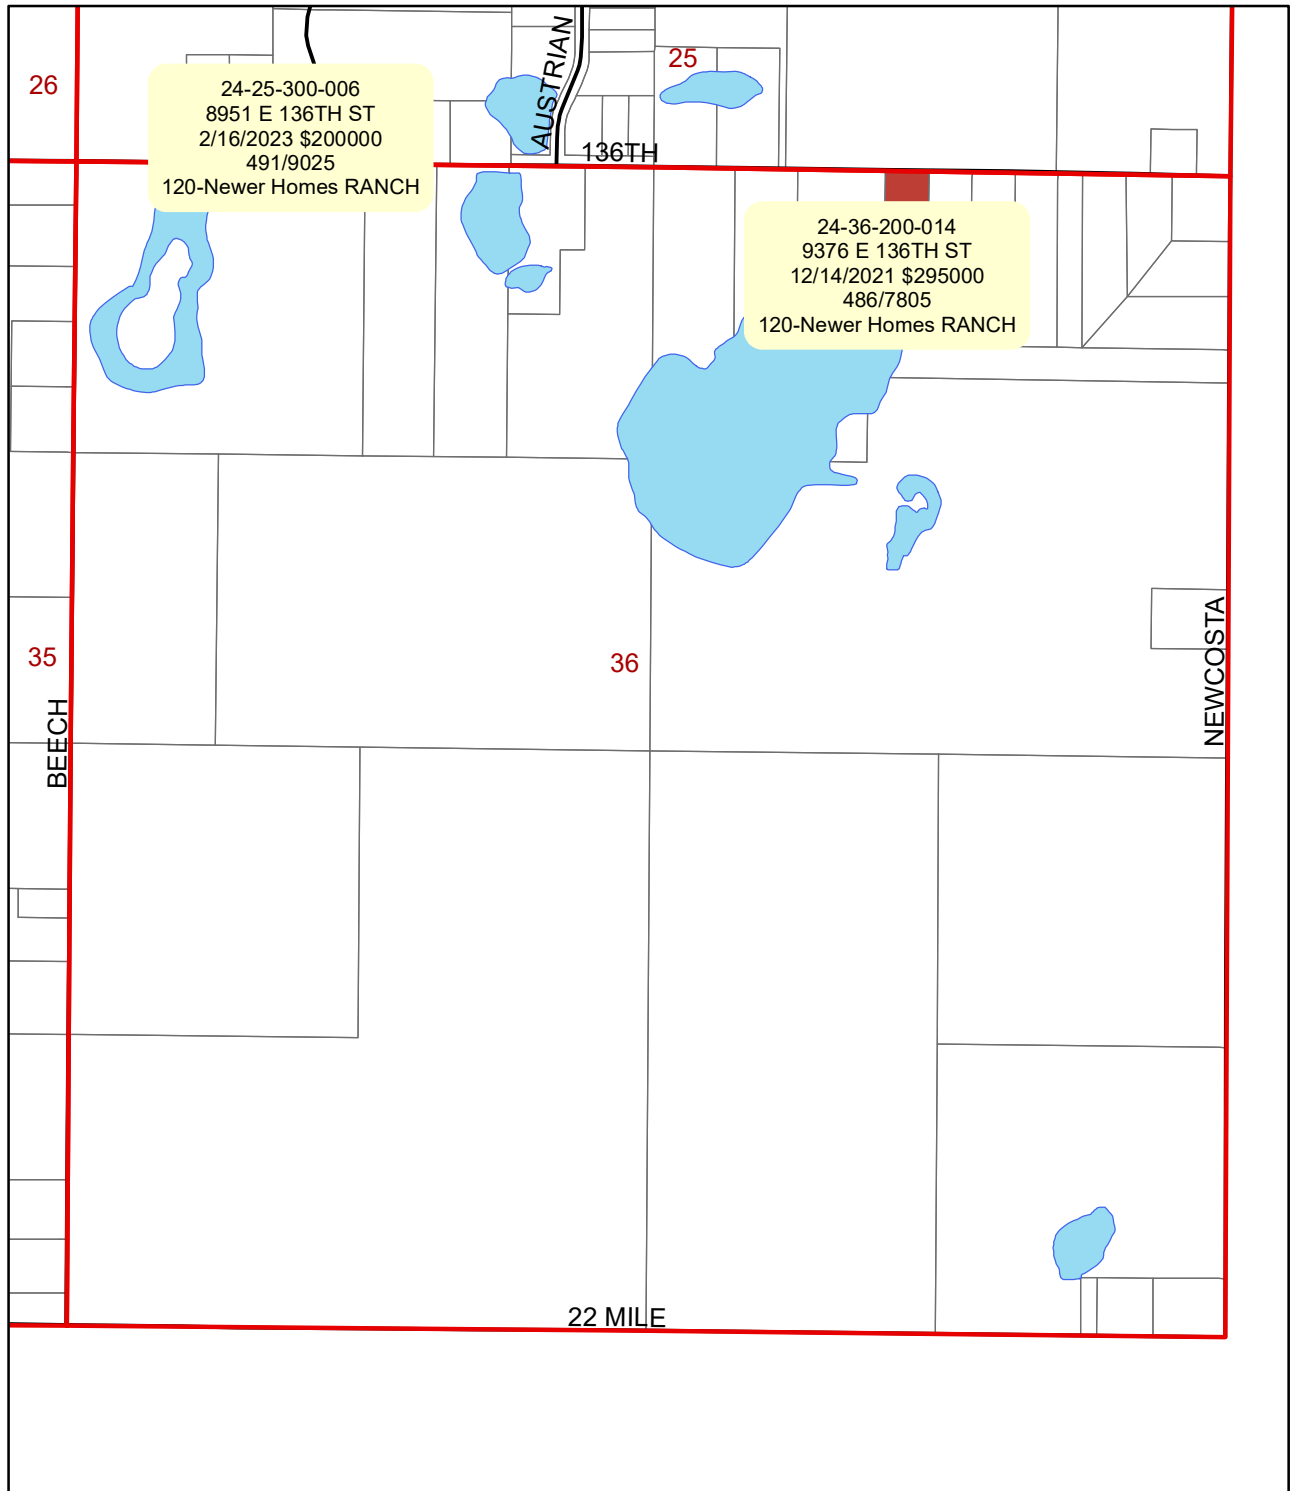 AUSTRIAN
25
26
24-25-300-006
8951 E 136TH ST
2/16/2023 $200000
491/9025
120-Newer Homes RANCH
136TH
24-36-200-014
9376 E 136TH ST
12/14/2021 $295000
486/7805
120-Newer Homes RANCH
35
36
NEWCOSTA
BEECH
22 MILE